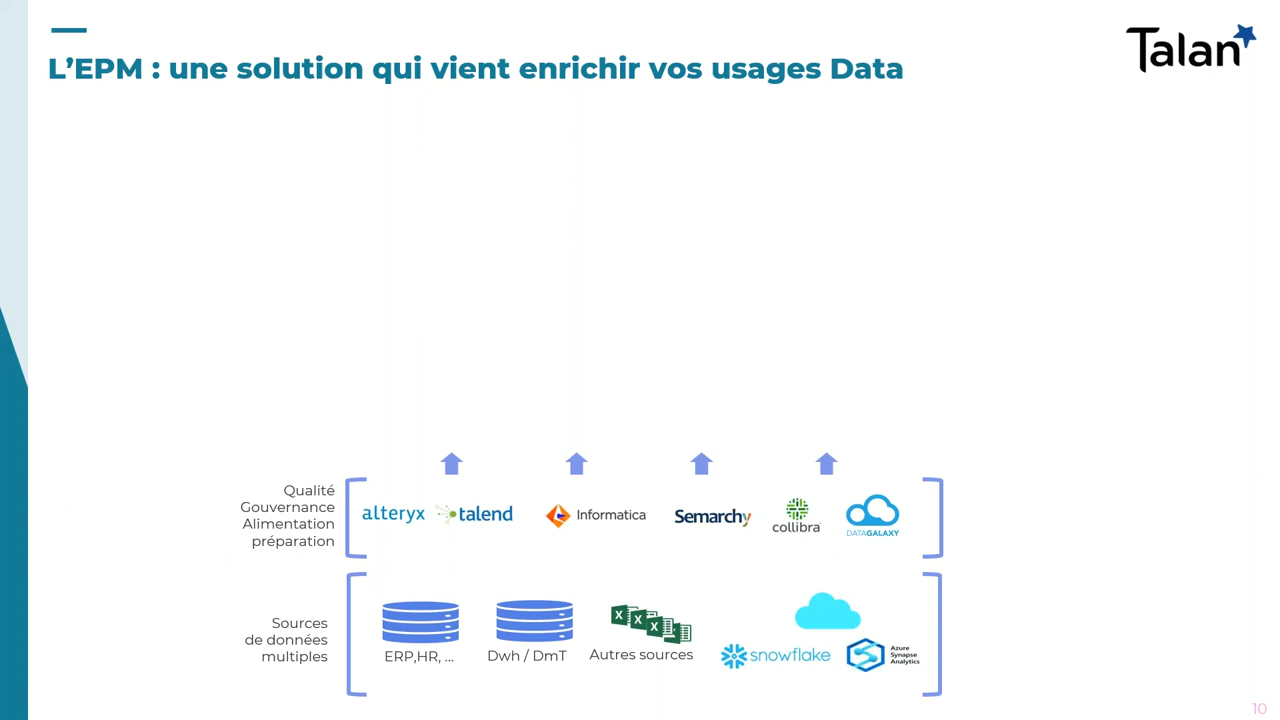 L’EPM : une solution qui vient enrichir vos usages Data
Talan
Qualité
Gouvernance
Alimentation
préparation
alteryx
talend
Informatica
Semarchy
collibra
DATAGALAXY
Sources
de données
multiples
ERP,HR, ...
Dwh / DmT
Autres sources
snowflake
Azure
Synapse
Analytics
10